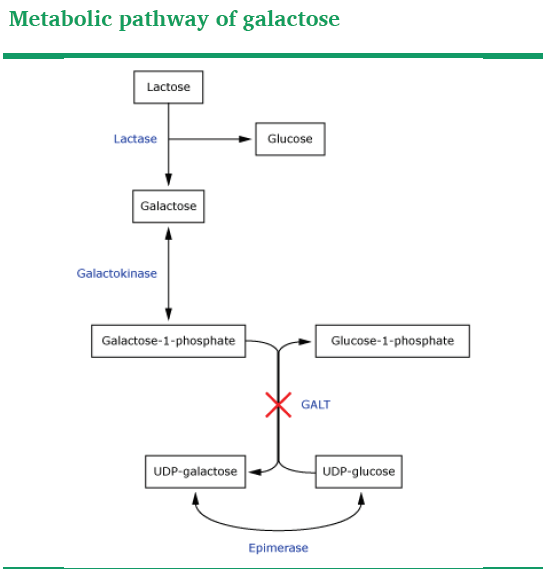 Metabolic pathway of galactose
Lactose
Lactase
Glucose
Galactose
Galactokinase
Galactose-1-phosphate
Glucose-1-phosphate
GALT
UDP-galactose
UDP-glucose
Epimerase